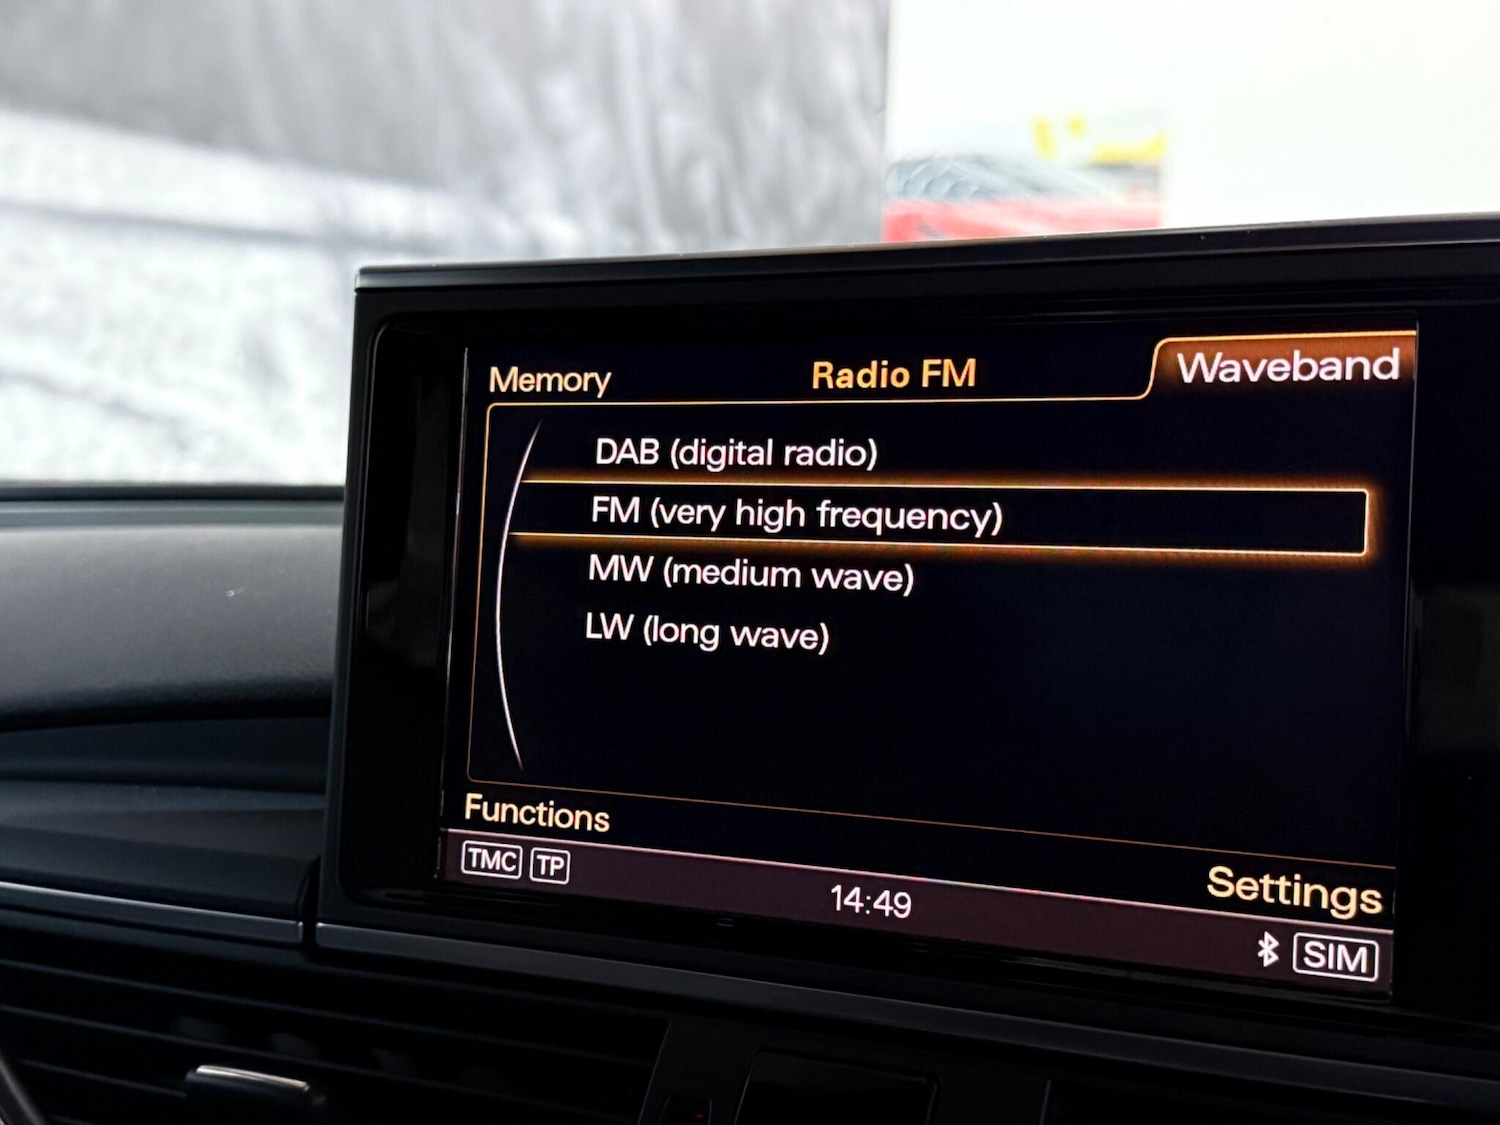 Memory Radio FM Waveband
DAB (digital radio)
FM (very high frequency)
MW (medium wave)
LW (long wave)
Functions
Settings
TMC TP 14:49 SIM